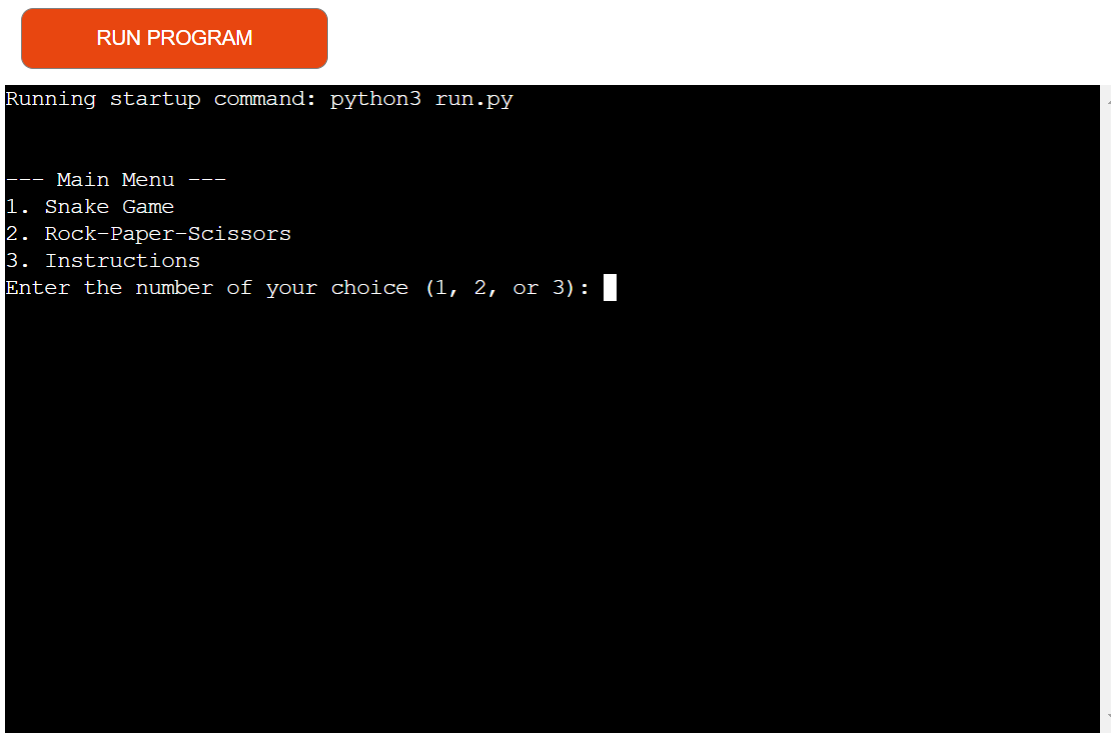 RUN PROGRAM
Running startup command: python3 run.py
--- Main Menu ---
1. Snake Game
2. Rock-Paper-Scissors
3. Instructions
Enter the number of your choice (1, 2, or 3):